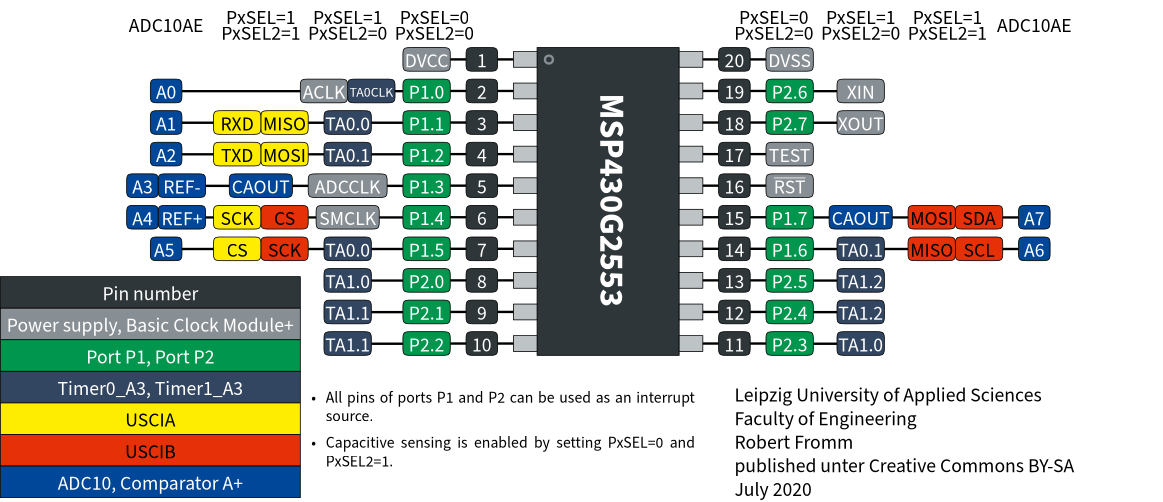 ADC10AE PxSEL=1 PxSEL=1 PxSEL=0
PxSEL2=1 PxSEL2=0 PxSEL2=0
PxSEL=0 PxSEL=1 PxSEL=1 ADC10AE
PxSEL2=0 PxSEL2=0 PxSEL2=1
DVCC 1
A0 ACLK TA0CLK P1.0 2
A1 RXD MISO TA0.0 P1.1 3
A2 TXD MOSI TA0.1 P1.2 4
A3 REF- CAOUT ADCCLK P1.3 5
A4 REF+ SCK CS SMCLK P1.4 6
A5 CS SCK TA0.0 P1.5 7
TA1.0 P2.0 8
TA1.1 P2.1 9
TA1.1 P2.2 10
MSP430G2553
20 DVSS
19 P2.6 XIN
18 P2.7 XOUT
17 TEST
16 RST
15 P1.7 CAOUT MOSI SDA A7
14 P1.6 TA0.1 MISO SCL A6
13 P2.5 TA1.2
12 P2.4 TA1.2
11 P2.3 TA1.0
Pin number
Power supply, Basic Clock Module+
Port P1, Port P2
Timer0_A3, Timer1_A3
USCIA
USCIB
ADC10, Comparator A+
• All pins of ports P1 and P2 can be used as an interrupt
source.
• Capacitive sensing is enabled by setting PxSEL=0 and
PxSEL2=1.
Leipzig University of Applied Sciences
Faculty of Engineering
Robert Fromm
published unter Creative Commons BY-SA
July 2020